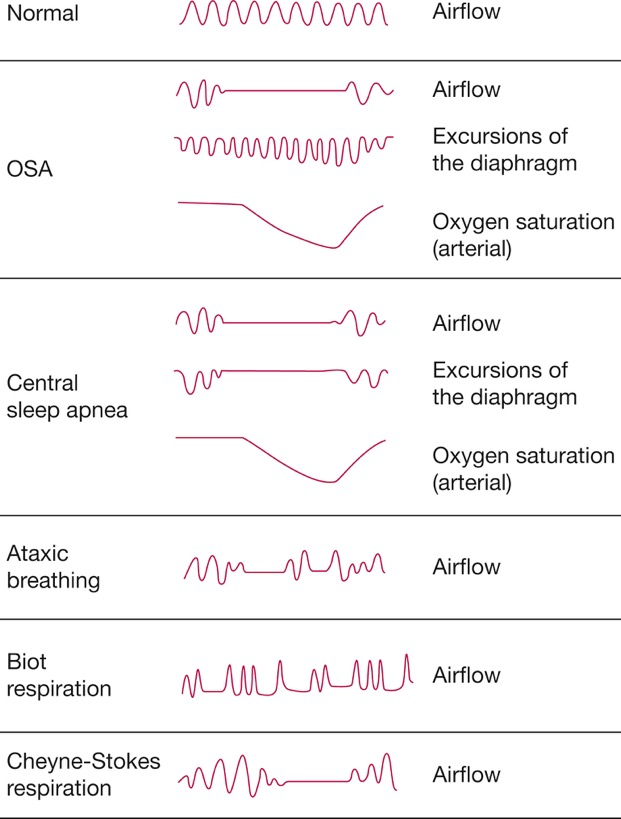 Normal
Airflow
Airflow
OSA
Excursions of
the diaphragm
Oxygen saturation
(arterial)
Airflow
Central
sleep apnea
Excursions of
the diaphragm
Oxygen saturation
(arterial)
Ataxic
breathing
Airflow
Biot
respiration
Airflow
Cheyne-Stokes
respiration
Airflow